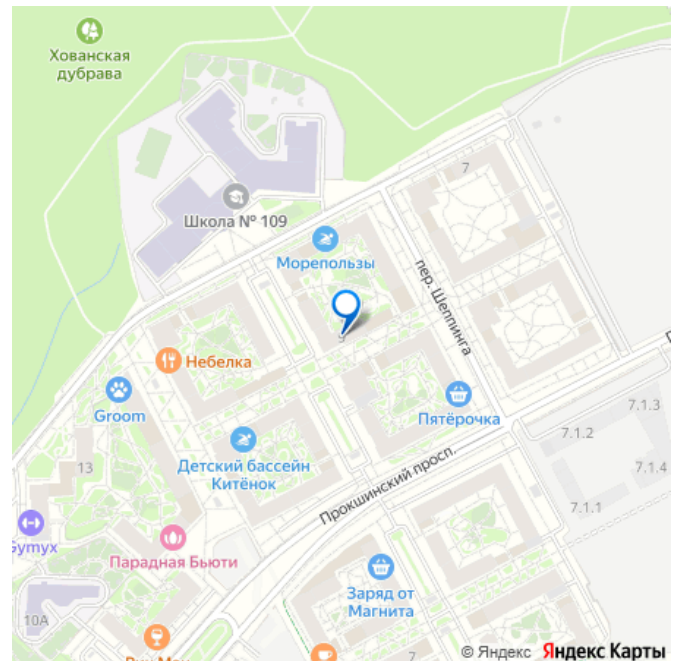 Хованская
дубрава
7
Школа № 109
Морепользы
пер. Шеппинга
9
Небелка
Groom
Пятёрочка
7.1.3
7.1.2
Детский бассейн
Китёнок
13
7.1.4
Прокшинский просп.
7.1.1
Парадная Бьюти
Заряд от
Магнита
10А
7
© Яндекс Яндекс Карты